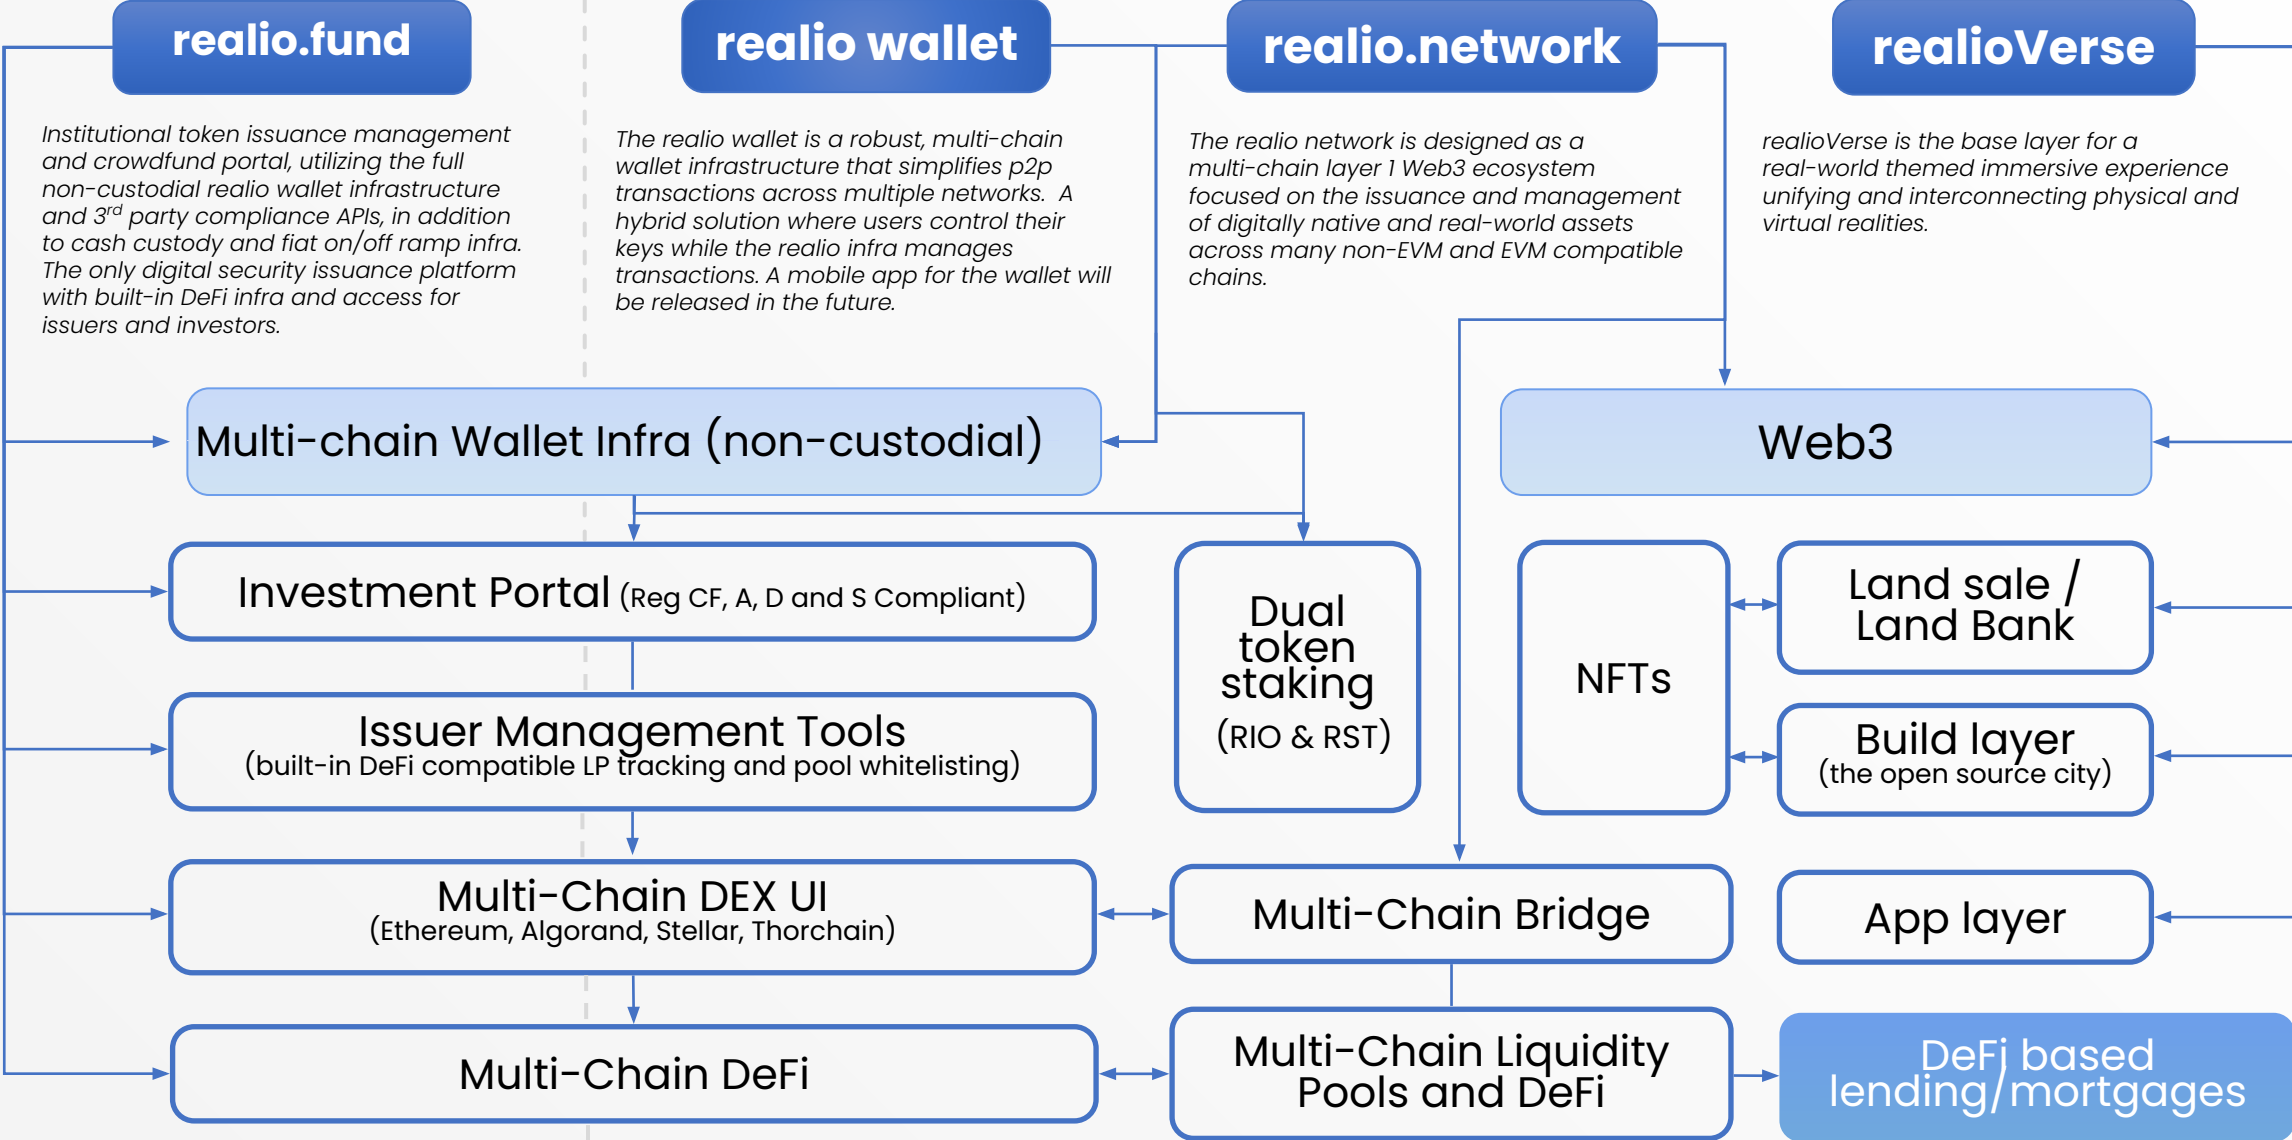 realio.fund
realio wallet
realio.network
realioVerse
Institutional token issuance management
and crowdfund portal, utilizing the full
non-custodial realio wallet infrastructure
and 3rd party compliance APIs, in addition
to cash custody and fiat on/off ramp infra.
The only digital security issuance platform
with built-in DeFi infra and access for
issuers and investors.
The realio wallet is a robust, multi-chain
wallet infrastructure that simplifies p2p
transactions across multiple networks. A
hybrid solution where users control their
keys while the realio infra manages
transactions. A mobile app for the wallet will
be released in the future.
The realio network is designed as a
multi-chain layer 1 Web3 ecosystem
focused on the issuance and management
of digitally native and real-world assets
across many non-EVM and EVM compatible
chains.
realioVerse is the base layer for a
real-world themed immersive experience
unifying and interconnecting physical and
virtual realities.
Multi-chain Wallet Infra (non-custodial)
Web3
Investment Portal (Reg CF, A, D and S Compliant)
Issuer Management Tools
(built-in DeFi compatible LP tracking and pool whitelisting)
Dual
token
staking
(RIO & RST)
NFTs
Land sale /
Land Bank
Build layer
(the open source city)
Multi-Chain DEX UI
(Ethereum, Algorand, Stellar, Thorchain)
Multi-Chain Bridge
App layer
Multi-Chain DeFi
Multi-Chain Liquidity
Pools and DeFi
DeFi based
lending/mortgages